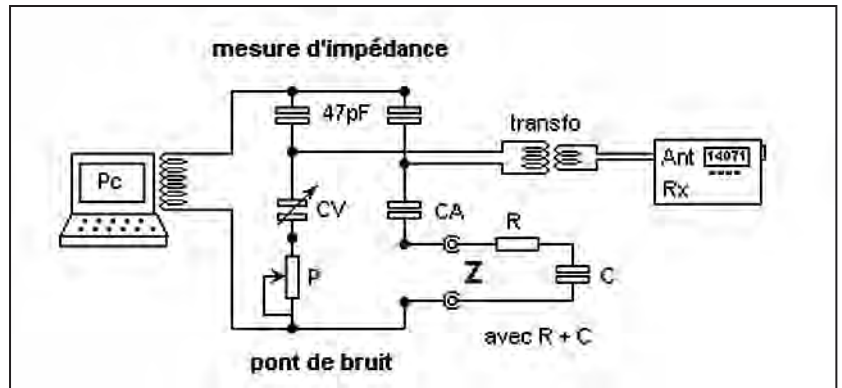 mesure d'impédance
47pF
transfo
Pc
Ant 14071
Rx
CV
CA
R
P
Z
C
avec R + C
pont de bruit